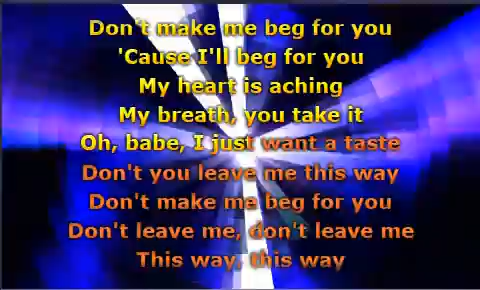 Don't make me beg for you
'Cause I'll beg for you
My heart is aching
My breath, you take it
Oh, babe, I just want a taste
Don't you leave me this way
Don't make me beg for you
Don't leave me, don't leave me
This way, this way